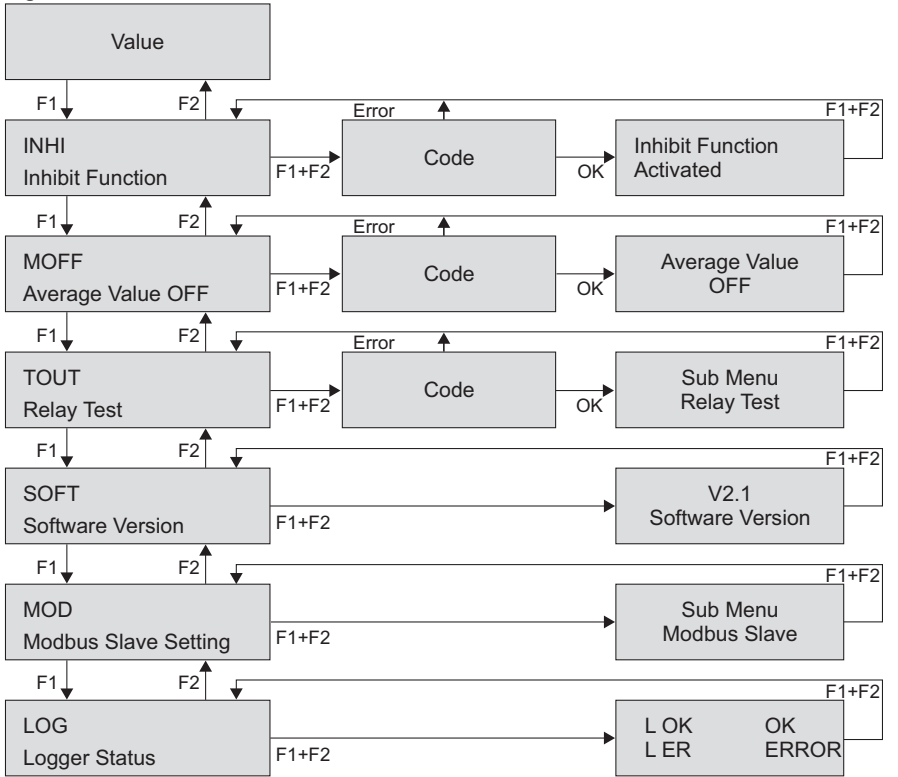 Value
F1 F2
Error F1+F2
INHI
Inhibit Function
F1+F2
Code
OK
Inhibit Function
Activated
F1 F2
Error F1+F2
MOFF
Average Value OFF
F1+F2
Code
OK
Average Value
OFF
F1 F2
Error F1+F2
TOUT
Relay Test
F1+F2
Code
OK
Sub Menu
Relay Test
F1 F2
F1+F2
SOFT
Software Version
F1+F2
V2.1
Software Version
F1 F2
F1+F2
MOD
Modbus Slave Setting
F1+F2
Sub Menu
Modbus Slave
F1 F2
F1+F2
LOG
Logger Status
F1+F2
L OK OK
L ER ERROR